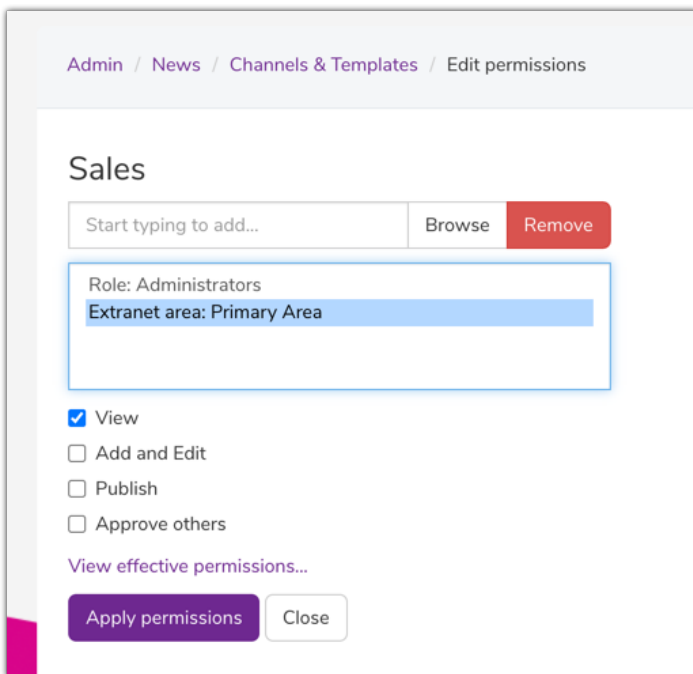 Admin / News / Channels & Templates / Edit permissions
Sales
Start typing to add... Browse Remove
Role: Administrators
Extranet area: Primary Area
View
Add and Edit
Publish
Approve others
View effective permissions...
Apply permissions Close